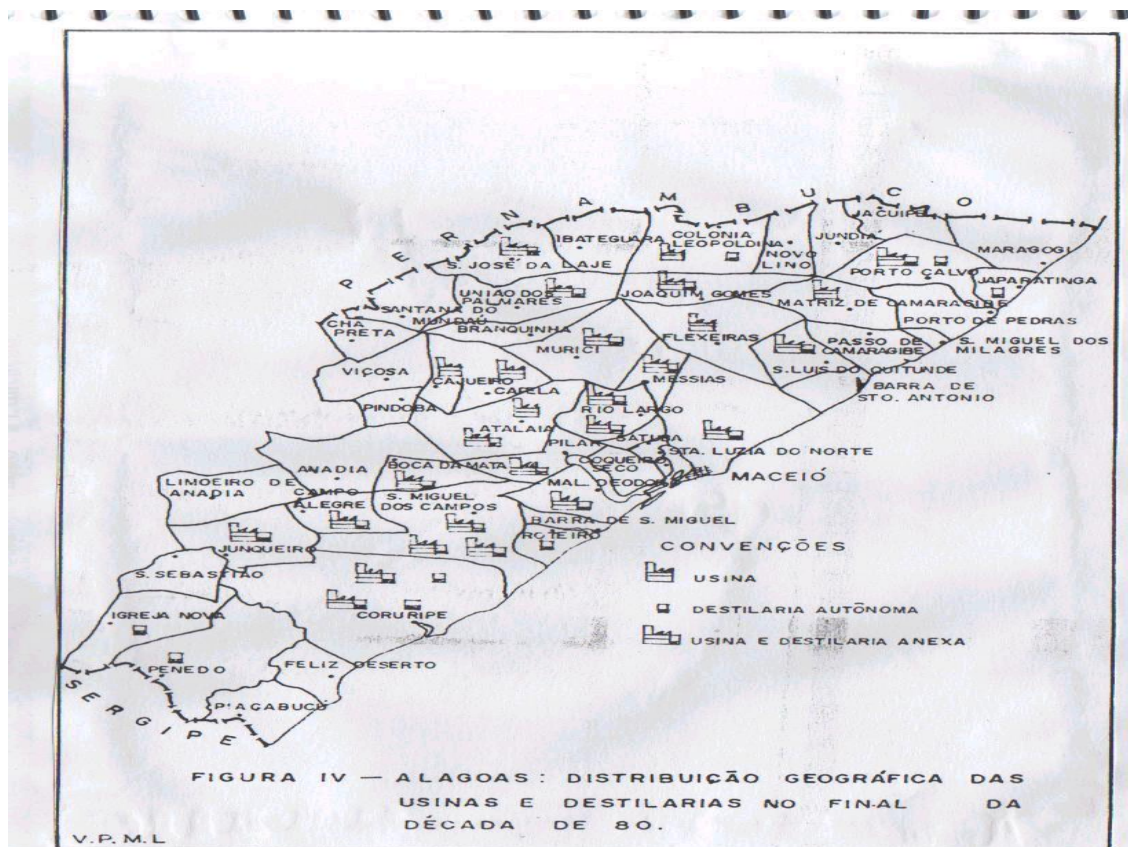 PERNAMBUCO
JACUIPE
IBATEGUARA
COLONIA
LEOPOLDINA
JUNDIA
NOVO
LINO
MARAGOGI
S. JOSÉ DA LAJE
PORTO CALVO
JAPARATINGA
UNIÃO DOS
PALMARES
JOAQUIM GOMES
MATRIZ DE CAMARAGIBE
SANTANA DO
MUNDAÚ
PORTO DE PEDRAS
CHA
PRETA
BRANQUINHA
MURICI
FLEXEIRAS
PASSO DE
CAMARAGIBE
S. MIGUEL DOS
MILAGRES
VIÇOSA
CAJUEIRO
CAPELA
MESSIAS
S. LUIS DO QUITUNDE
BARRA DE
STO. ANTONIO
PINDOBA
RIO LARGO
ATALAIA
PILAR
SATUBA
STA. LUZIA DO NORTE
COQUEIRO
SECO
ANADIA
BOCA DA MATA
MACEIÓ
LIMOEIRO DE
ANADIA
MAL. DEODORO
CAMPO
ALEGRE
S. MIGUEL
DOS CAMPOS
BARRA DE S. MIGUEL
ROTEIRO
JUNQUEIRO
CONVENÇÕES
S. SEBASTIÃO
USINA
IGREJA NOVA
CORURIPE
DESTILARIA AUTÔNOMA
USINA E DESTILARIA ANEXA
PENEDO
FELIZ DESERTO
PIAÇABUCU
SERGIPE
FIGURA IV — ALAGOAS: DISTRIBUIÇÃO GEOGRÁFICA DAS
USINAS E DESTILARIAS NO FINAL DA
DÉCADA DE 80.
V.P.M.L